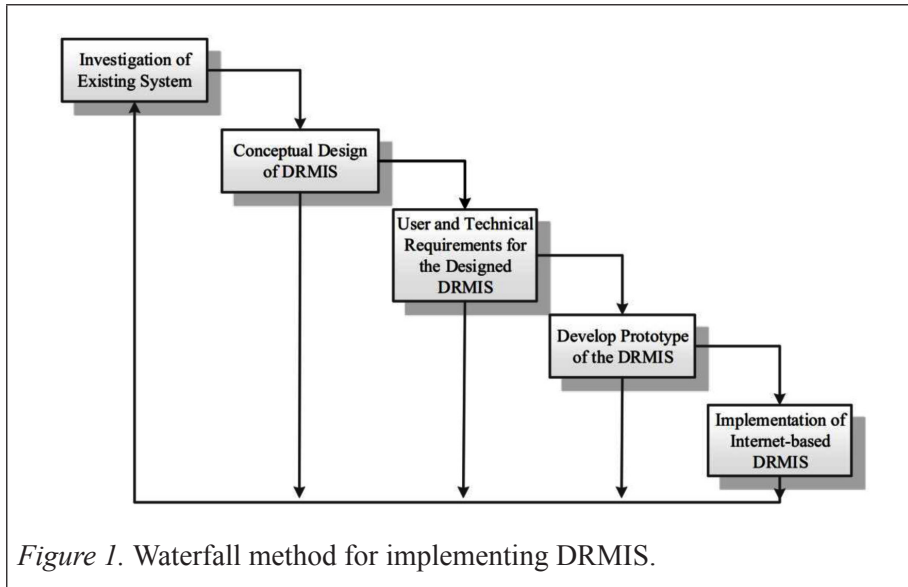 Investigation of
Existing System
Conceptual Design
of DRMIS
User and Technical
Requirements for
the Designed
DRMIS
Develop Prototype
of the DRMIS
Implementation of
Internet-based
DRMIS
Figure 1. Waterfall method for implementing DRMIS.